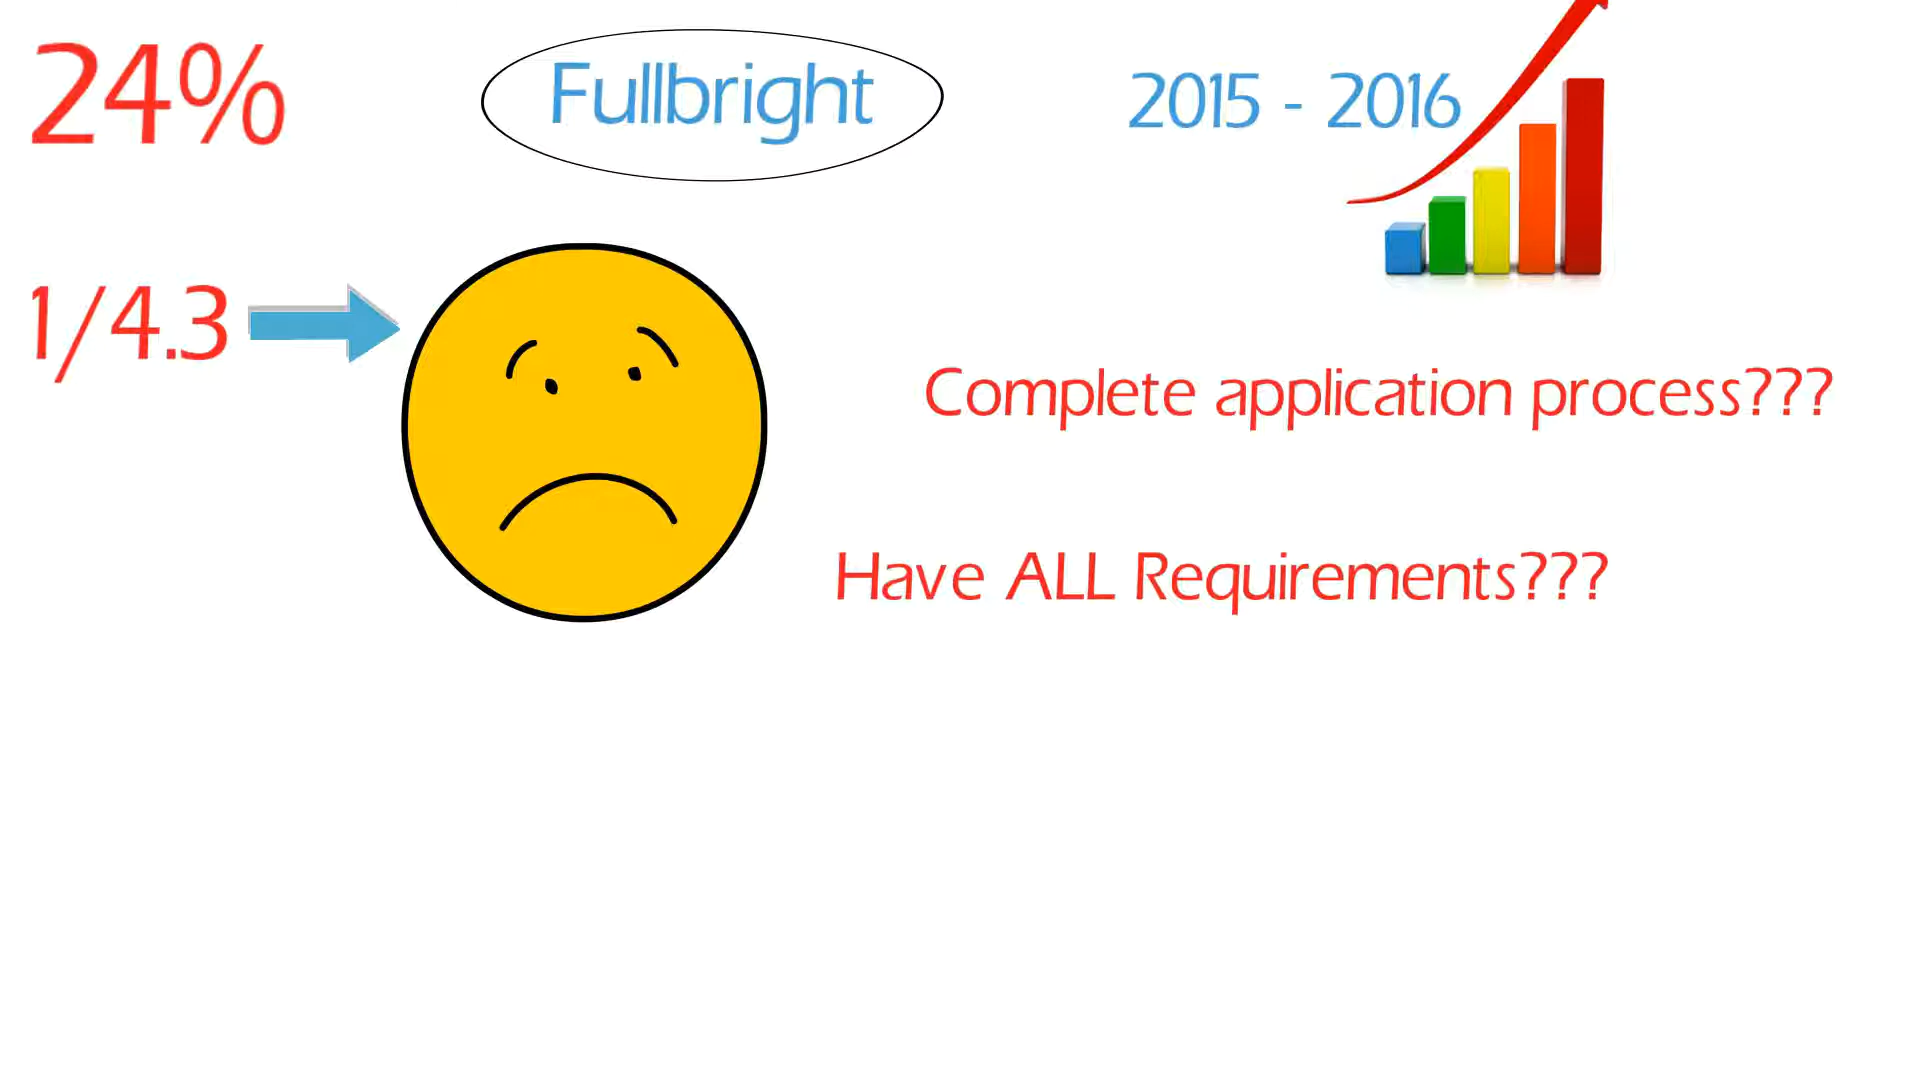 24%
Fullbright
2015 - 2016
1/4.3
Complete application process???
Have ALL Requirements???